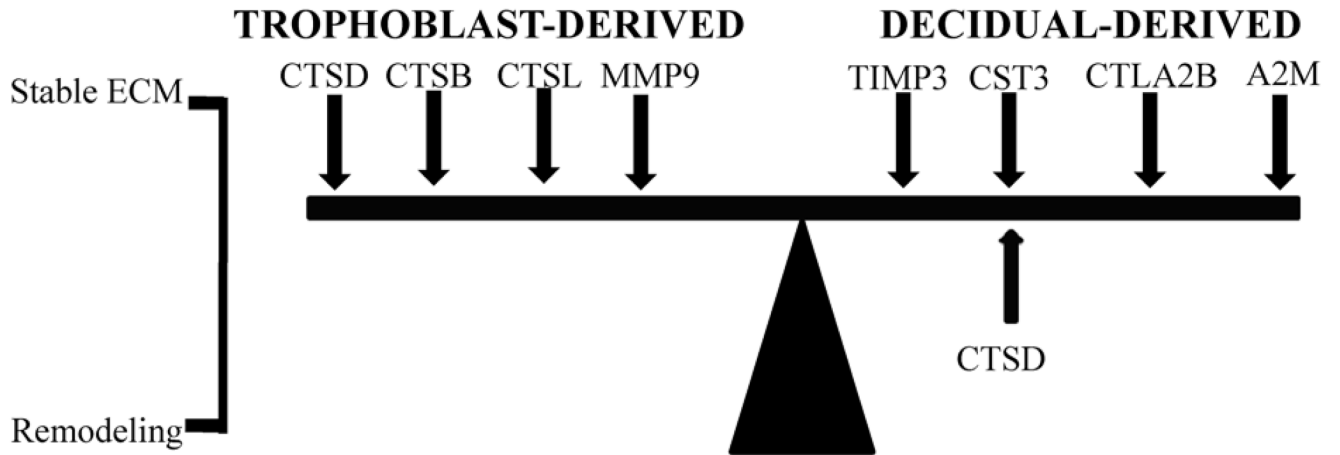 TROPHOBLAST-DERIVED DECIDUAL-DERIVED
Stable ECM CTSD CTSB CTSL MMP9 TIMP3 CST3 CTLA2B A2M
CTSD
Remodeling